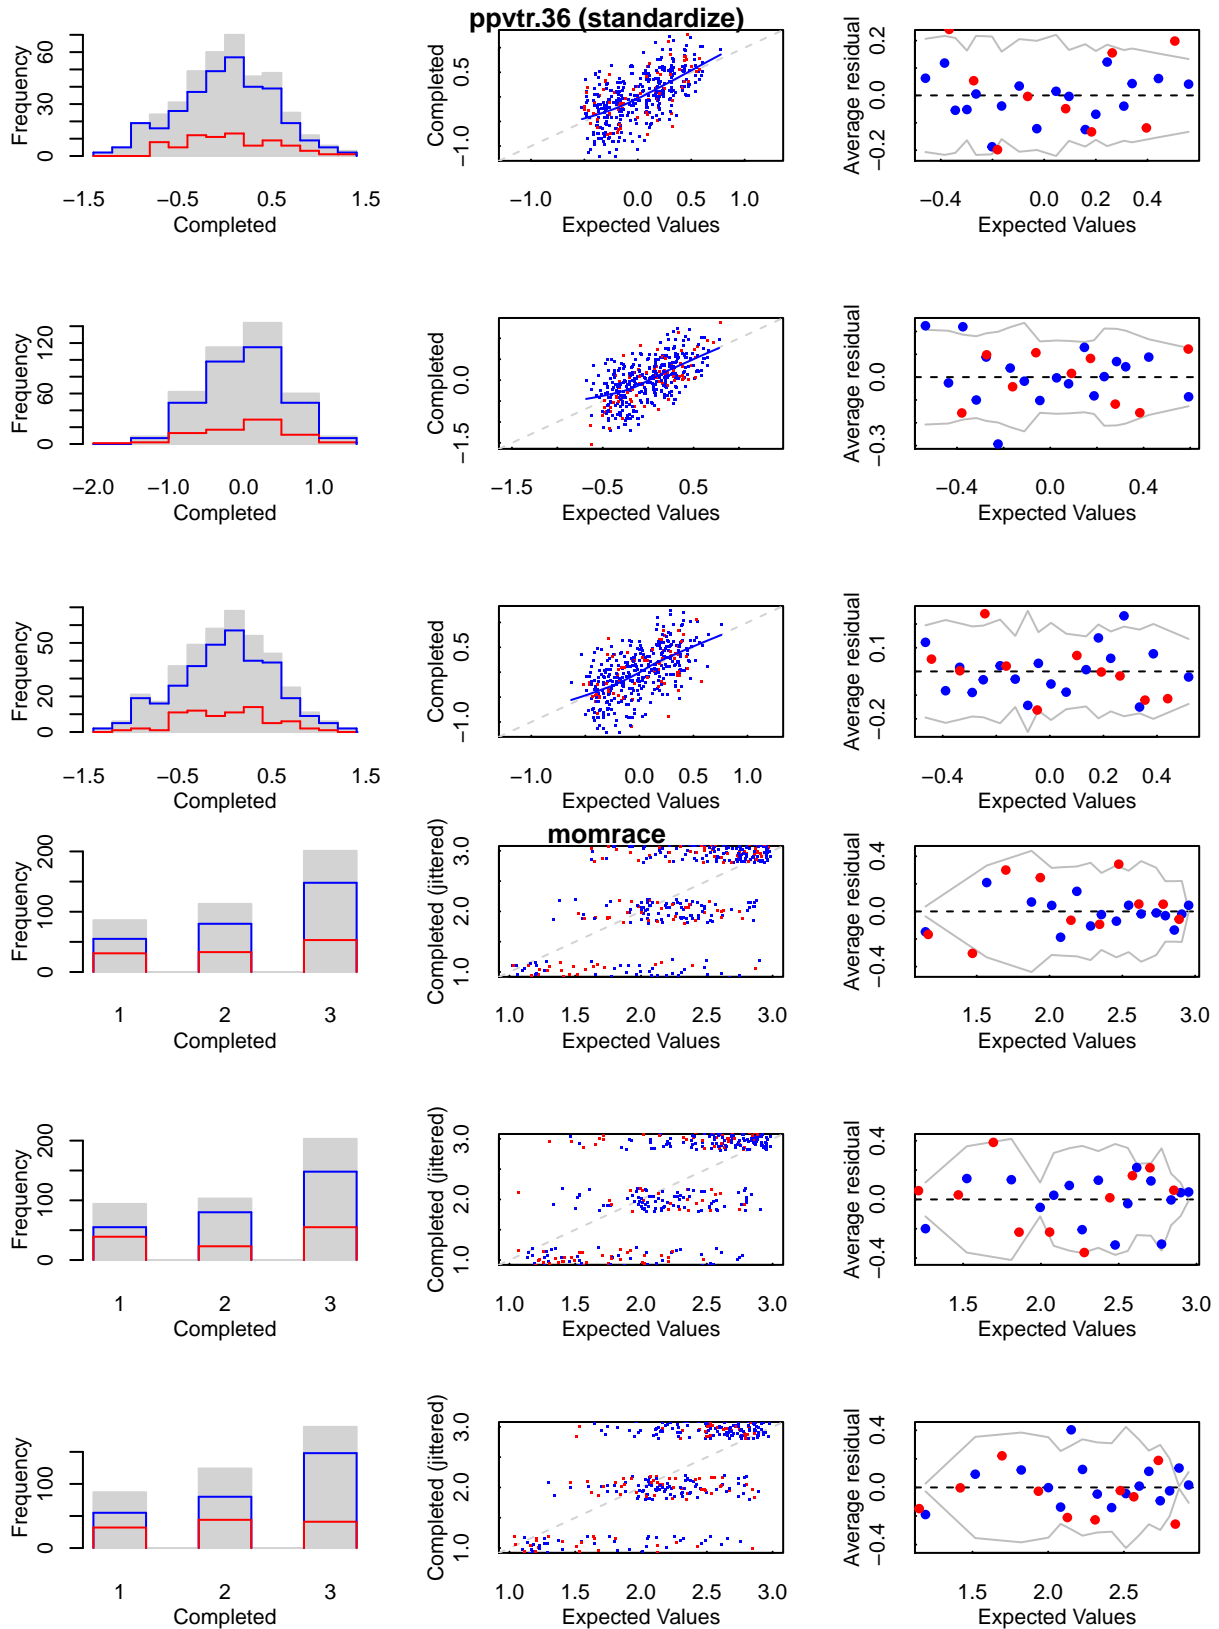 ppvtr.36 (standardize)
Frequency
0 30 60
−1.5 −0.5 0.5 1.5
Completed
Completed
−1.0 0.5
−1.0 0.0 0.5 1.0
Expected Values
Average residual
−0.2 0.0 0.2
−0.4 0.0 0.2 0.4
Expected Values
Frequency
0 60 120
−2.0 −1.0 0.0 1.0
Completed
Completed
−1.5 0.0
−1.5 −0.5 0.5
Expected Values
Average residual
−0.3 0.0
−0.4 0.0 0.4
Expected Values
Frequency
0 20 50
−1.5 −0.5 0.5 1.5
Completed
Completed
−1.0 0.5
−1.0 0.0 1.0
Expected Values
Average residual
−0.2 0.1
−0.4 0.0 0.2 0.4
Expected Values
momrace
Frequency
0 100 200
1 2 3
Completed
Completed (jittered)
1.0 2.0 3.0
1.0 1.5 2.0 2.5 3.0
Expected Values
Average residual
−0.4 0.0 0.4
1.5 2.0 2.5 3.0
Expected Values
Frequency
0 100 200
1 2 3
Completed
Completed (jittered)
1.0 2.0 3.0
1.0 1.5 2.0 2.5 3.0
Expected Values
Average residual
−0.4 0.0 0.4
1.5 2.0 2.5 3.0
Expected Values
Frequency
0 100
1 2 3
Completed
Completed (jittered)
1.0 2.0 3.0
1.0 1.5 2.0 2.5 3.0
Expected Values
Average residual
−0.4 0.0 0.4
1.5 2.0 2.5
Expected Values